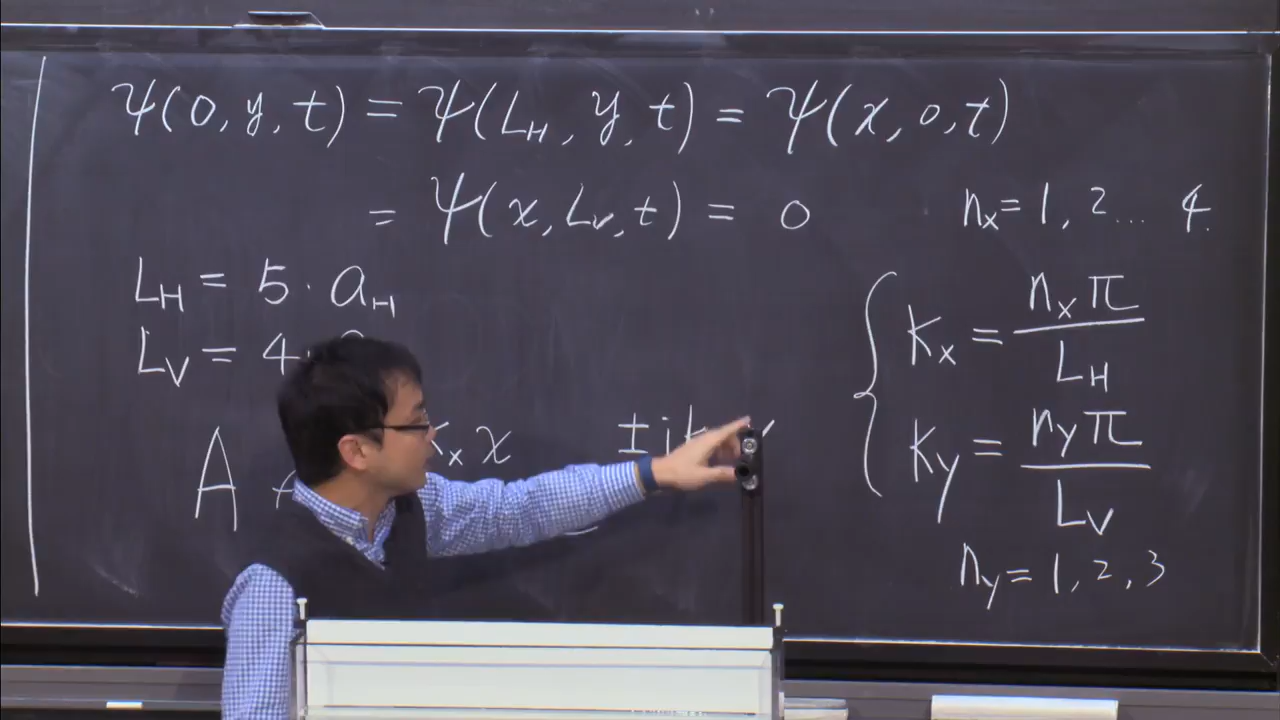 ψ(0, y, t) = ψ(L_H, y, t) = ψ(x, 0, t)
= ψ(x, L_V, t) = 0
L_H = 5 · a_H
L_V = 4 ·
A
x x
± i k
n_x = 1, 2 ... 4.
k_x = n_x π / L_H
k_y = n_y π / L_V
n_y = 1, 2, 3